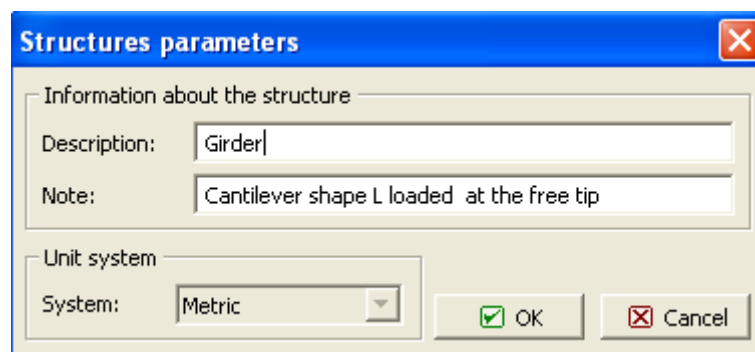 Structures parameters
Information about the structure
Description: Girder
Note: Cantilever shape L loaded  at the free tip
Unit system
System: Metric
OK Cancel